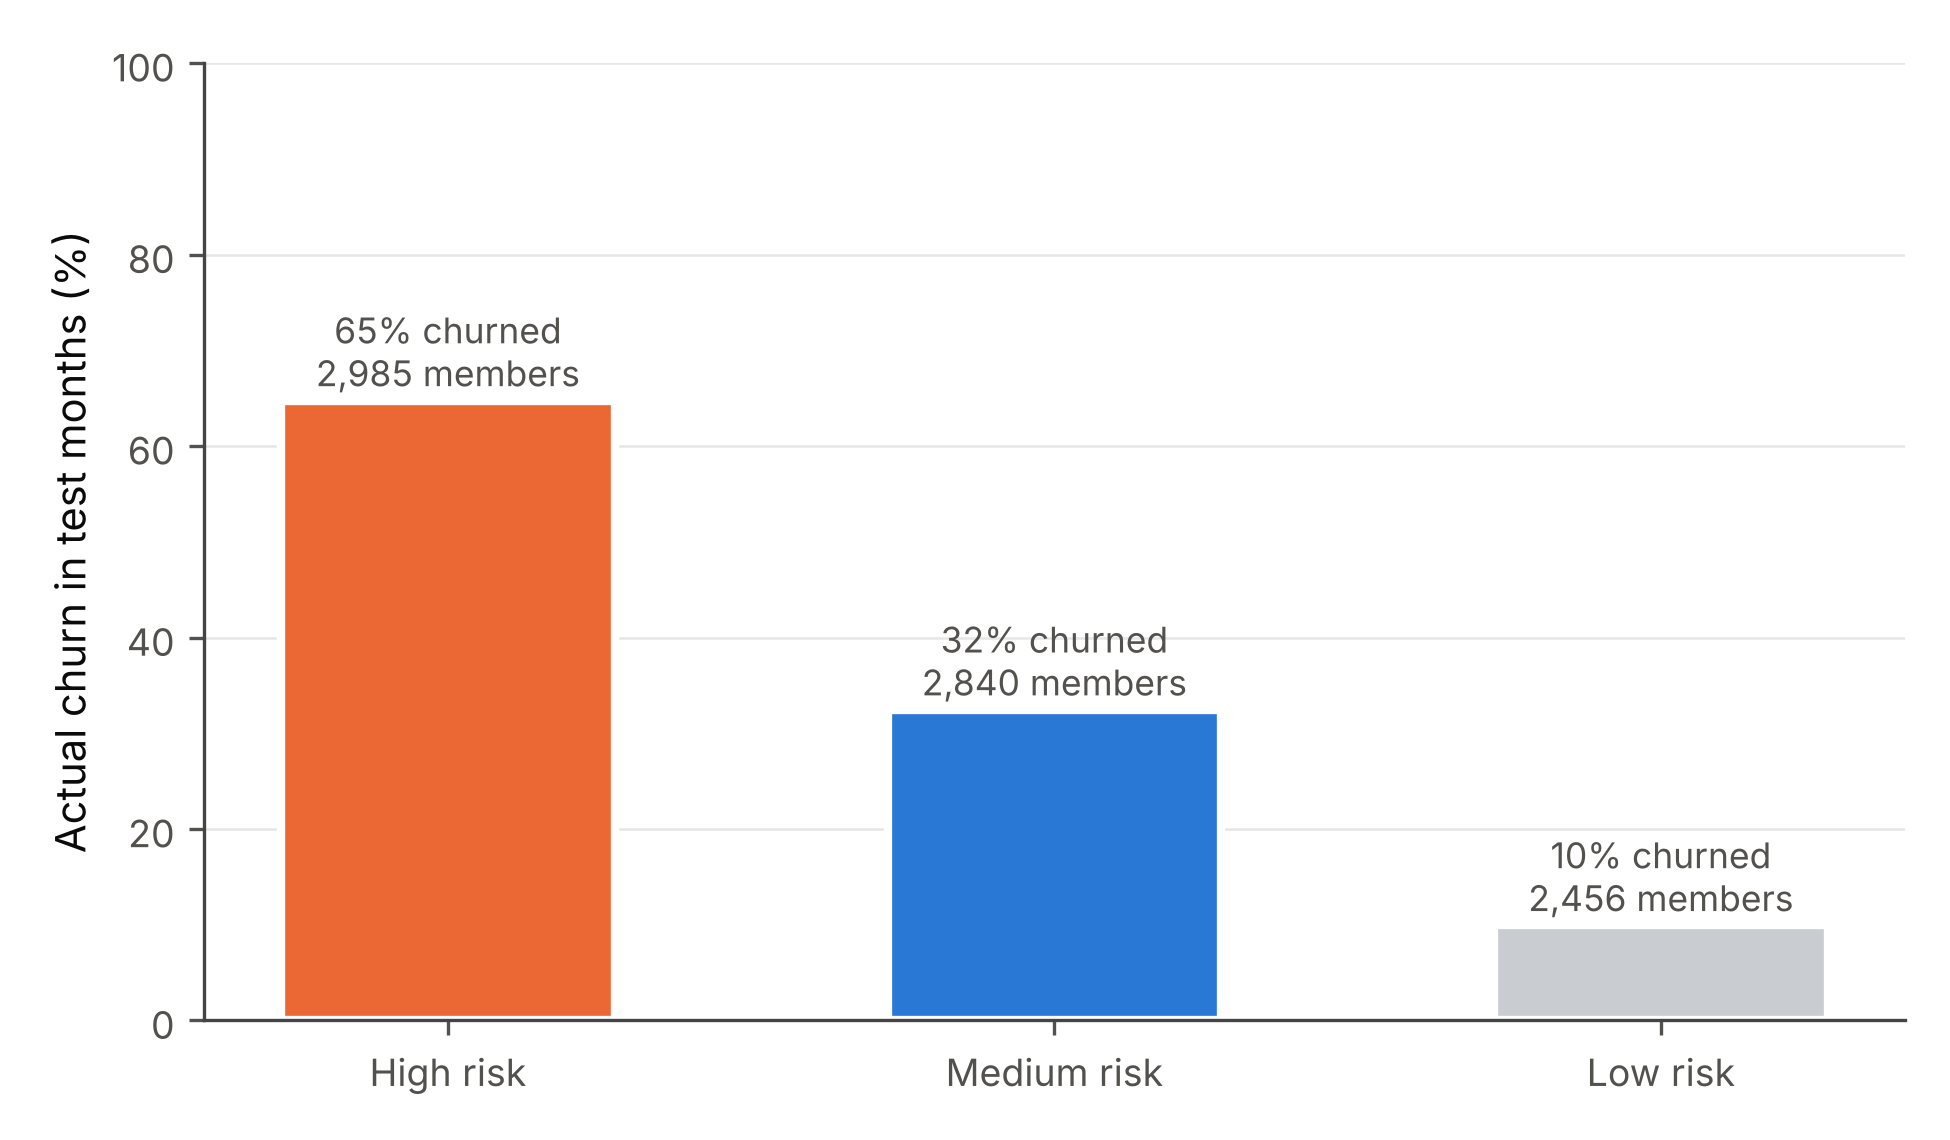 Actual churn in test months (%)
100
80
60
40
20
0
65% churned
2,985 members
32% churned
2,840 members
10% churned
2,456 members
High risk
Medium risk
Low risk